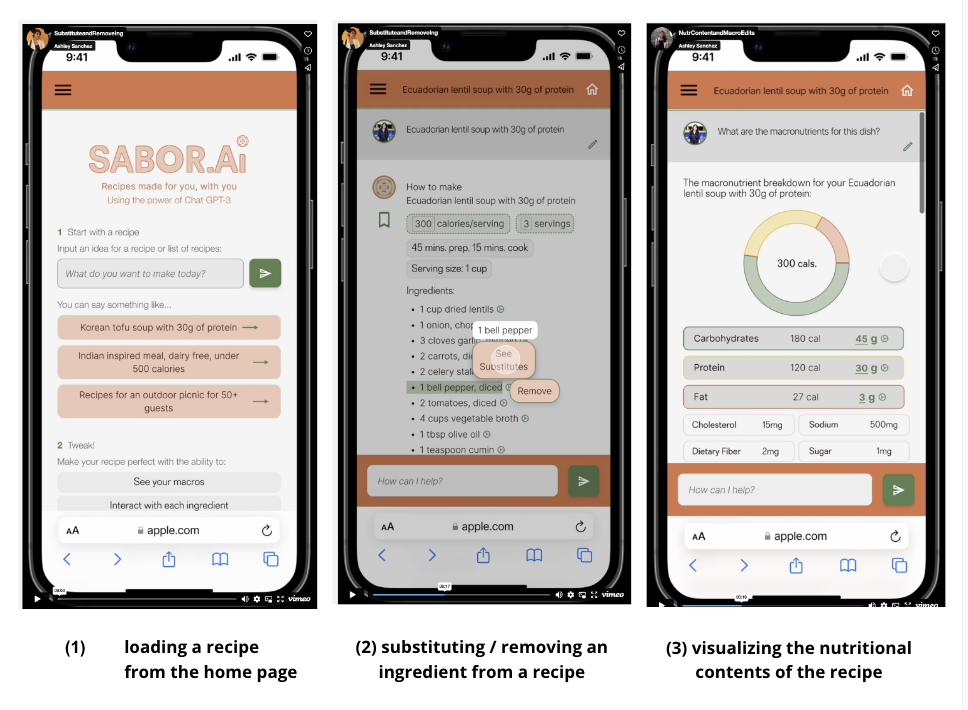 SubstituteandRemoveing
Ashley Sanchez
9:41
SABOR.Ai
Recipes made for you, with you
Using the power of Chat GPT-3
1 Start with a recipe
Input an idea for a recipe or list of recipes:
What do you want to make today?
You can say something like...
Korean tofu soup with 30g of protein
Indian inspired meal, dairy free, under
500 calories
Recipes for an outdoor picnic for 50+
guests
2 Tweak!
Make your recipe perfect with the ability to:
See your macros
Interact with each ingredient
AA
apple.com
00:00
vimeo
(1) loading a recipe
from the home page
SubstituteandRemoveing
Ashley Sanchez
9:41
Ecuadorian lentil soup with 30g of protein
Ecuadorian lentil soup with 30g of protein
How to make
Ecuadorian lentil soup with 30g of protein
300 calories/serving
3 servings
45 mins. prep, 15 mins. cook
Serving size: 1 cup
Ingredients:
• 1 cup dried lentils
• 1 onion,
1 bell pepper
• 3 cloves
• 2 carrots,
See
Substitutes
• 2 celery
• 1 bell pepper, diced
Remove
• 2 tomatoes, diced
• 4 cups vegetable broth
• 1 tbsp olive oil
• 1 teaspoon cumin
How can I help?
AA
apple.com
00:17
vimeo
(2) substituting / removing an
ingredient from a recipe
NutrContentandMacroEdits
Ashley Sanchez
9:41
Ecuadorian lentil soup with 30g of protein
What are the macronutrients for this dish?
The macronutrient breakdown for your Ecuadorian
lentil soup with 30g of protein:
300 cals.
Carbohydrates 180 cal 45 g
Protein 120 cal 30 g
Fat 27 cal 3 g
Cholesterol 15mg
Sodium 500mg
Dietary Fiber 2mg
Sugar 1mg
How can I help?
AA
apple.com
00:16
vimeo
(3) visualizing the nutritional
contents of the recipe